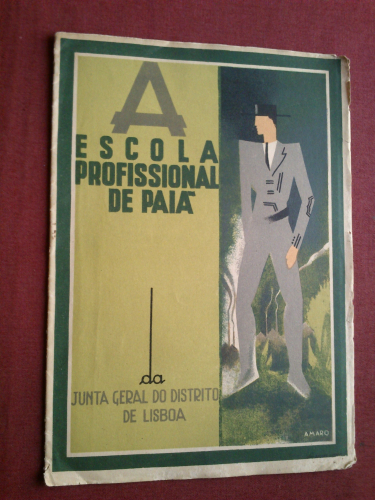 A
ESCOLA
PROFISSIONAL
DE PAIÃ
da
JUNTA GERAL DO DISTRITO
DE LISBOA
AMARO